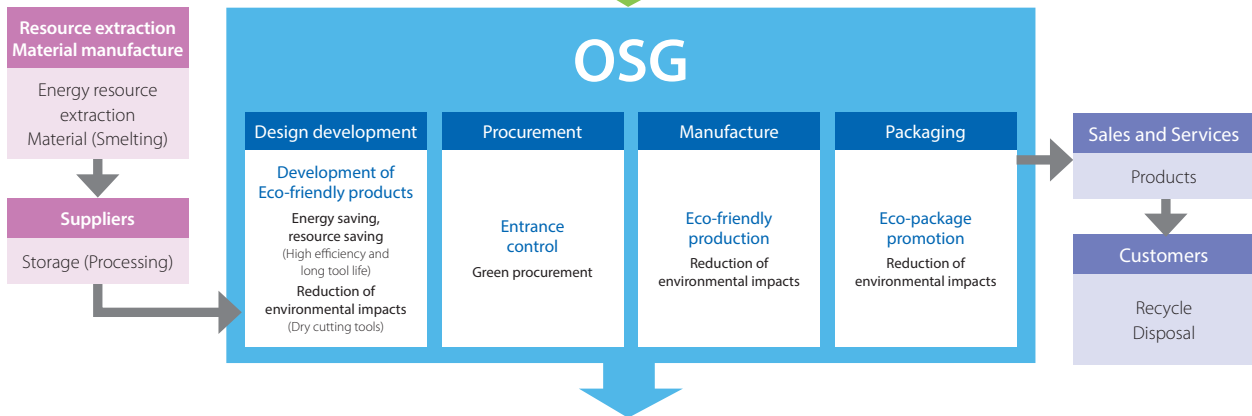 Resource extraction
Material manufacture
Energy resource
extraction
Material (Smelting)
Suppliers
Storage (Processing)
OSG
Design development
Development of
Eco-friendly products
Energy saving,
resource saving
(High efficiency and
long tool life)
Reduction of
environmental impacts
(Dry cutting tools)
Procurement
Entrance
control
Green procurement
Manufacture
Eco-friendly
production
Reduction of
environmental impacts
Packaging
Eco-package
promotion
Reduction of
environmental impacts
Sales and Services
Products
Customers
Recycle
Disposal